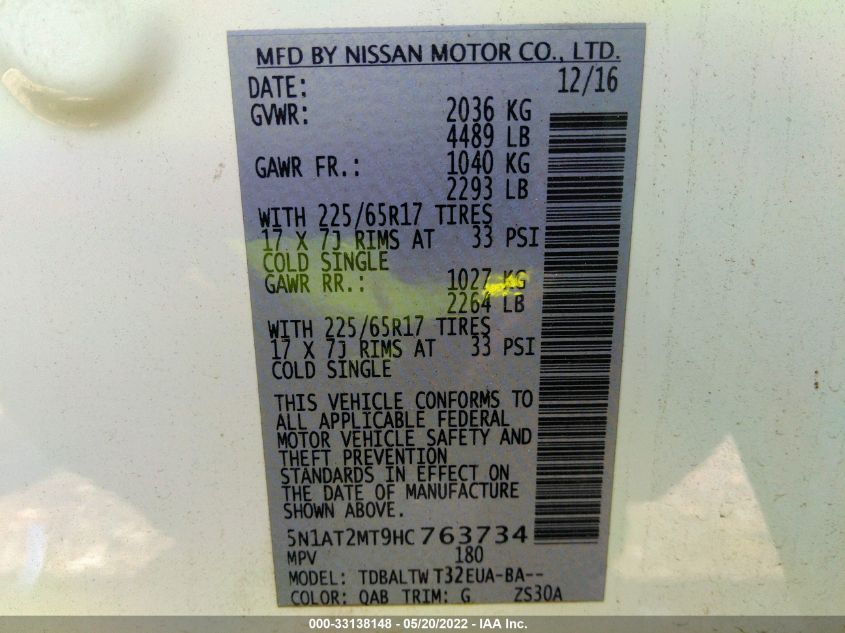 MFD BY NISSAN MOTOR CO., LTD.
DATE: 12/16
GVWR: 2036 KG
4489 LB
GAWR FR.: 1040 KG
2293 LB
WITH 225/65R17 TIRES
17 X 7J RIMS AT 33 PSI
COLD SINGLE
GAWR RR.: 1027 KG
2264 LB
WITH 225/65R17 TIRES
17 X 7J RIMS AT 33 PSI
COLD SINGLE
THIS VEHICLE CONFORMS TO
ALL APPLICABLE FEDERAL
MOTOR VEHICLE SAFETY AND
THEFT PREVENTION
STANDARDS IN EFFECT ON
THE DATE OF MANUFACTURE
SHOWN ABOVE.
5N1AT2MT9HC763734
MPV 180
MODEL: TDBALTW T32EUA-BA--
COLOR: QAB TRIM: G ZS30A
000-33138148 - 05/20/2022 - IAA Inc.